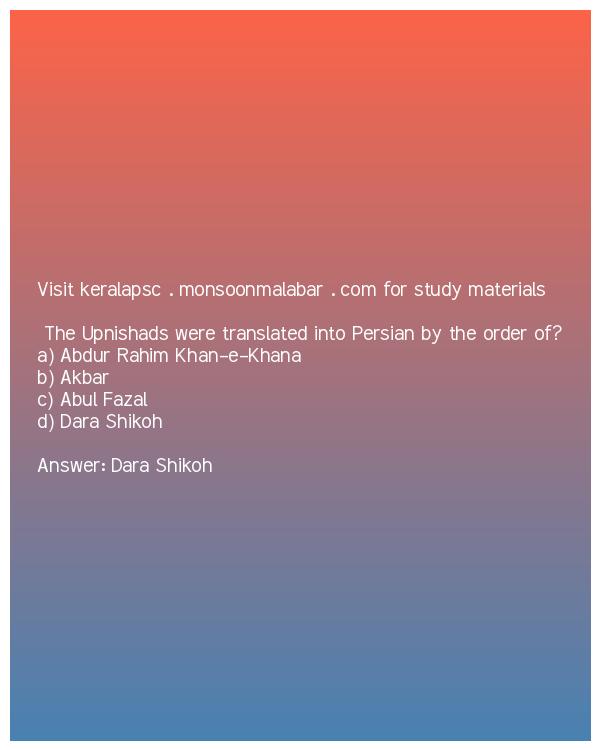 Visit keralapsc . monsoonmalabar . com for study materials
The Upnishads were translated into Persian by the order of?
a) Abdur Rahim Khan-e-Khana
b) Akbar
c) Abul Fazal
d) Dara Shikoh
Answer: Dara Shikoh